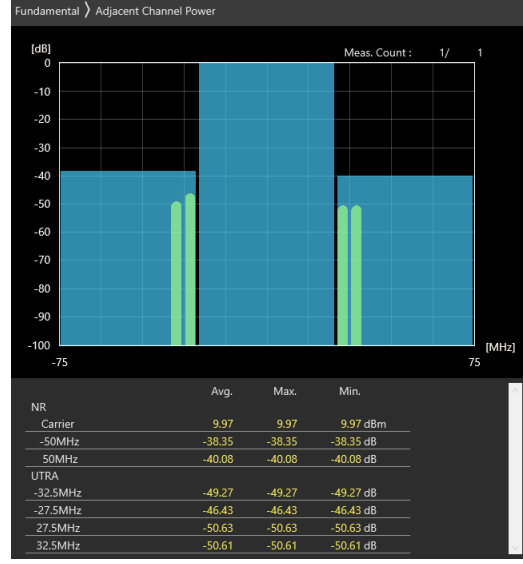 Fundamental 〉 Adjacent Channel Power
[dB]
Meas. Count : 1/ 1
0
-10
-20
-30
-40
-50
-60
-70
-80
-90
-100
[MHz]
-75 75
Avg. Max. Min.
NR
Carrier 9.97 9.97 9.97 dBm
-50MHz -38.35 -38.35 -38.35 dB
50MHz -40.08 -40.08 -40.08 dB
UTRA
-32.5MHz -49.27 -49.27 -49.27 dB
-27.5MHz -46.43 -46.43 -46.43 dB
27.5MHz -50.63 -50.63 -50.63 dB
32.5MHz -50.61 -50.61 -50.61 dB